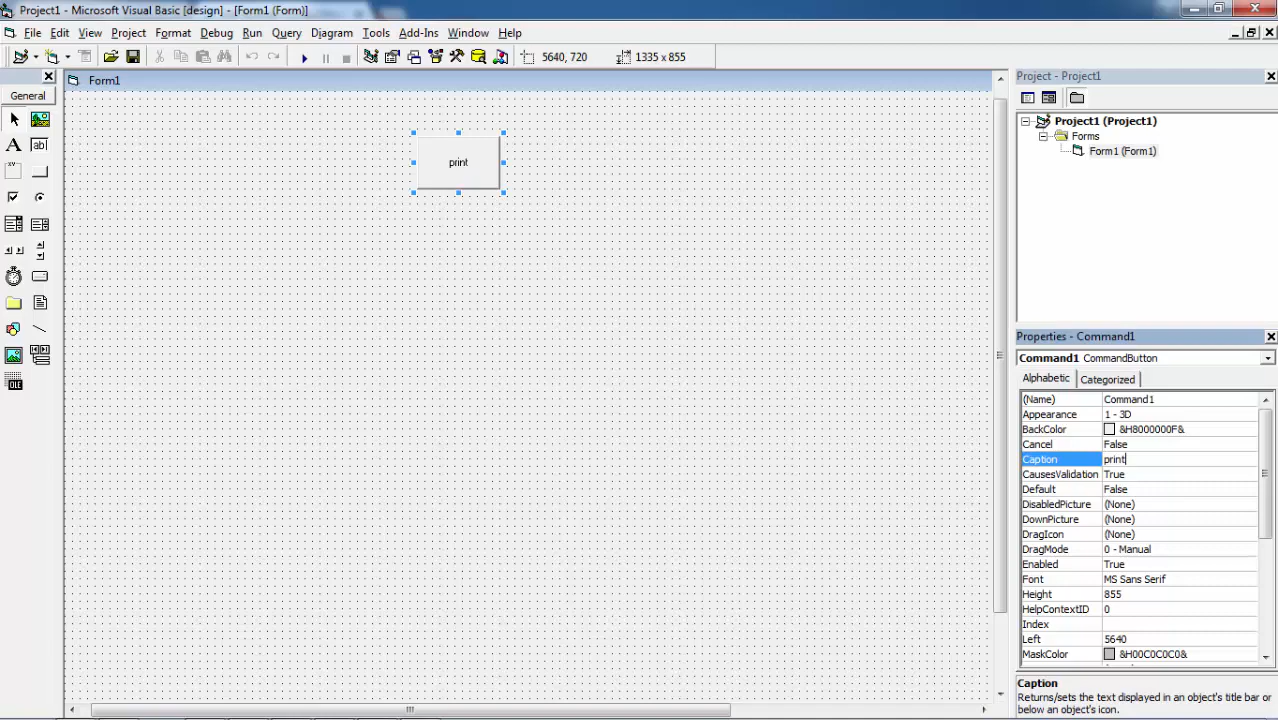 Project1 - Microsoft Visual Basic [design] - [Form1 (Form)]
File Edit View Project Format Debug Run Query Diagram Tools Add-Ins Window Help
5640, 720 1335 x 855
General
Form1
A ab|
xv
OLE
print
Project - Project1
Project1 (Project1)
Forms
Form1 (Form1)
Properties - Command1
Command1 CommandButton
Alphabetic Categorized
(Name) Command1
Appearance 1 - 3D
BackColor &H8000000F&
Cancel False
Caption print
CausesValidation True
Default False
DisabledPicture (None)
DownPicture (None)
DragIcon (None)
DragMode 0 - Manual
Enabled True
Font MS Sans Serif
Height 855
HelpContextID 0
Index
Left 5640
MaskColor &H00C0C0C0&
Caption
Returns/sets the text displayed in an object's title bar or
below an object's icon.